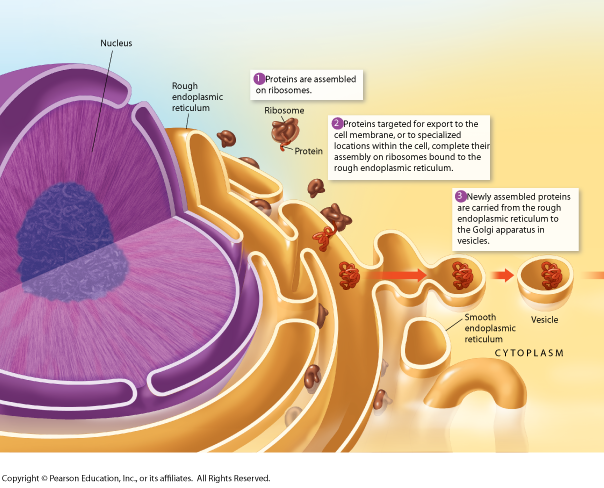 Nucleus
Rough
endoplasmic
reticulum
1 Proteins are assembled
on ribosomes.
Ribosome
Protein
2 Proteins targeted for export to the
cell membrane, or to specialized
locations within the cell, complete their
assembly on ribosomes bound to the
rough endoplasmic reticulum.
3 Newly assembled proteins
are carried from the rough
endoplasmic reticulum to
the Golgi apparatus in
vesicles.
Smooth
endoplasmic
reticulum
Vesicle
CYTOPLASM
Copyright © Pearson Education, Inc., or its affiliates. All Rights Reserved.